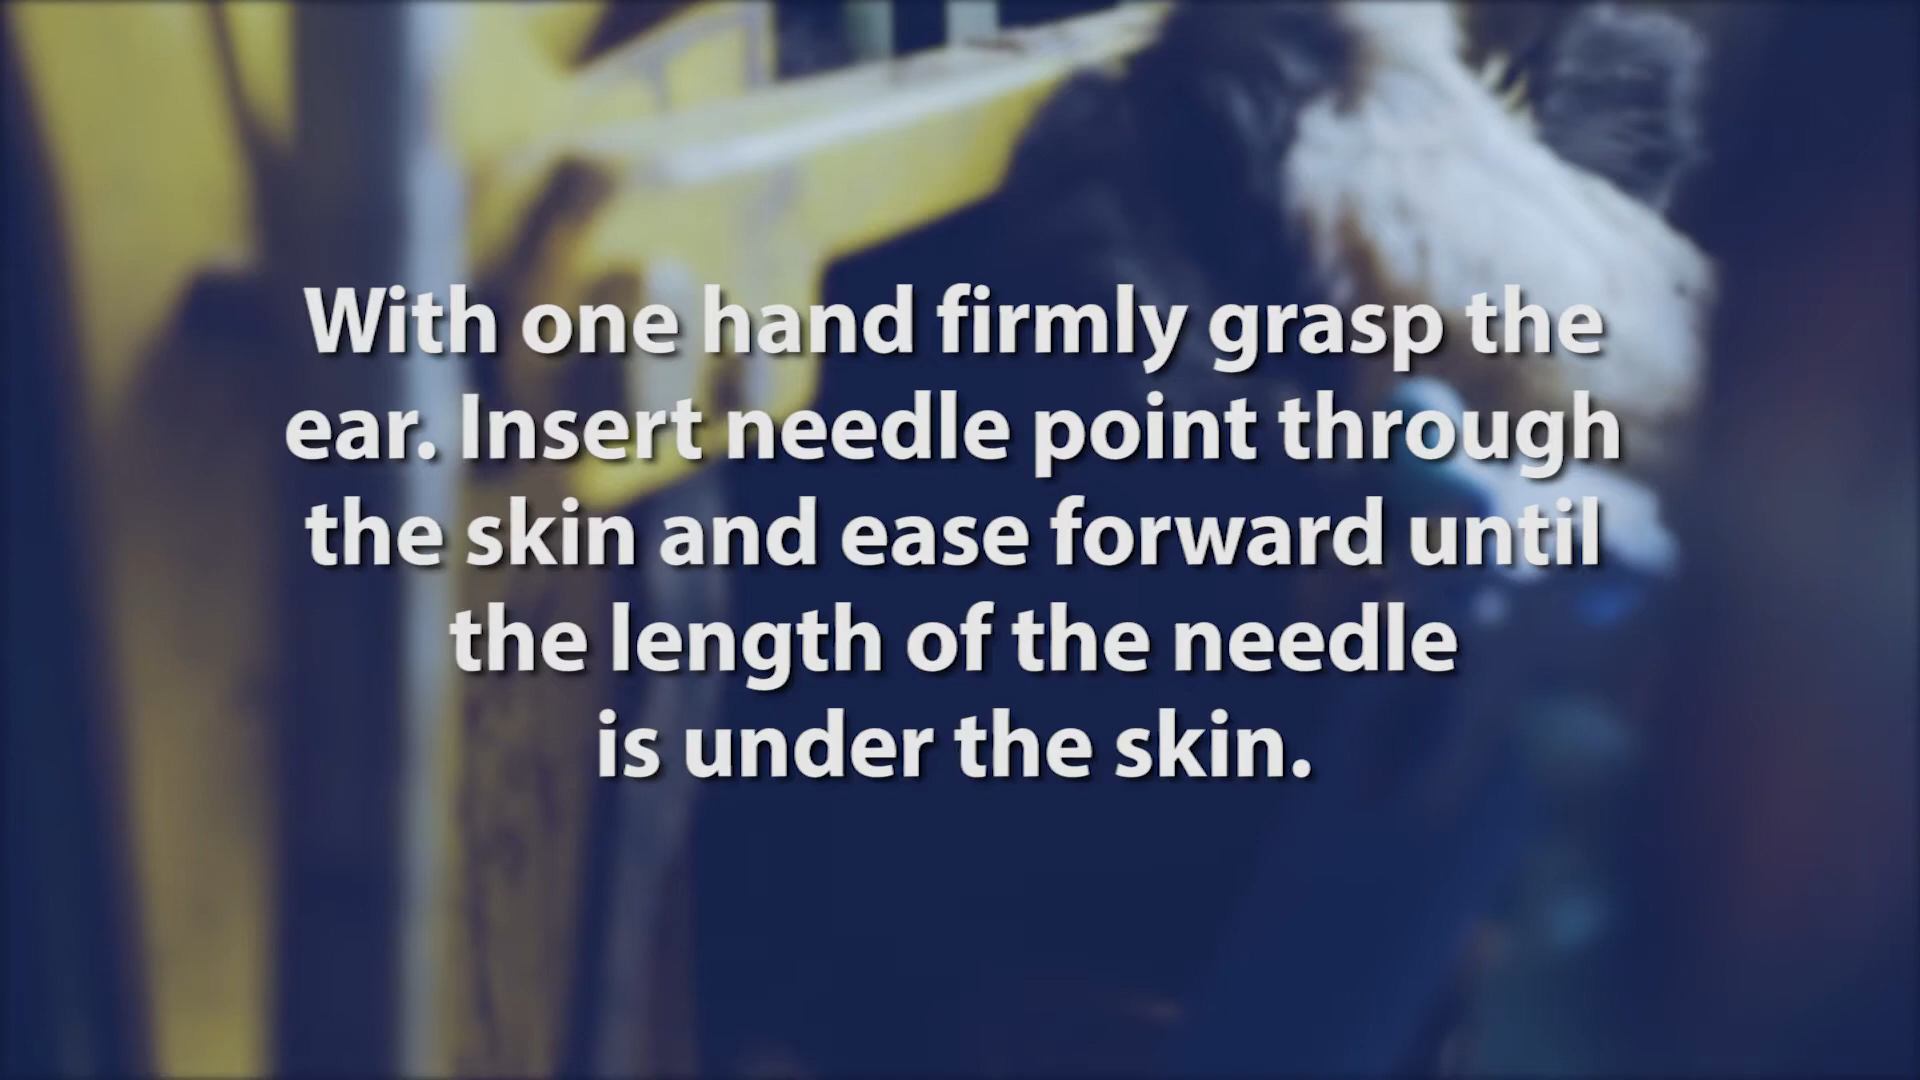 With one hand firmly grasp the
ear. Insert needle point through
the skin and ease forward until
the length of the needle
is under the skin.